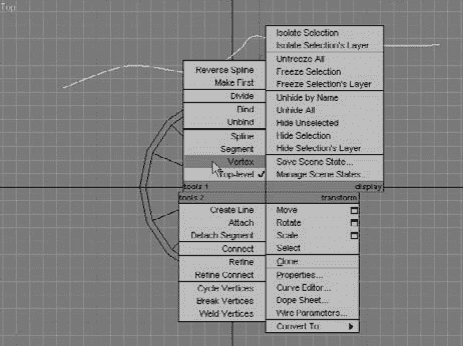 Top
Isolate Selection
Isolate Selection's Layer
Unfreeze All
Freeze Selection
Freeze Selection's Layer
Unhide by Name
Unhide All
Hide Unselected
Hide Selection
Hide Selection's Layer
Save Scene State...
Manage Scene States...
display
Reverse Spline
Make First
Divide
Bind
Unbind
Spline
Segment
Vertex
Top-level
tools 1
tools 2
Create Line
Attach
Detach Segment
Connect
Refine
Refine Connect
Cycle Vertices
Break Vertices
Weld Vertices
transform
Move
Rotate
Scale
Select
Clone
Properties...
Curve Editor...
Dope Sheet...
Wire Parameters...
Convert To: